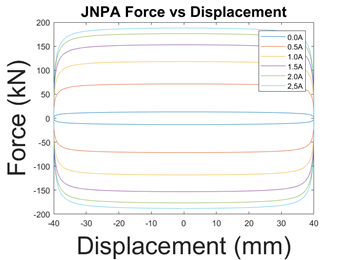 JNPA Force vs Displacement
200
150
100
50
0
-50
-100
-150
-200
Force (kN)
0.0A
0.5A
1.0A
1.5A
2.0A
2,5A
-40 -30 -20 -10 0 10 20 30 40
Displacement (mm)